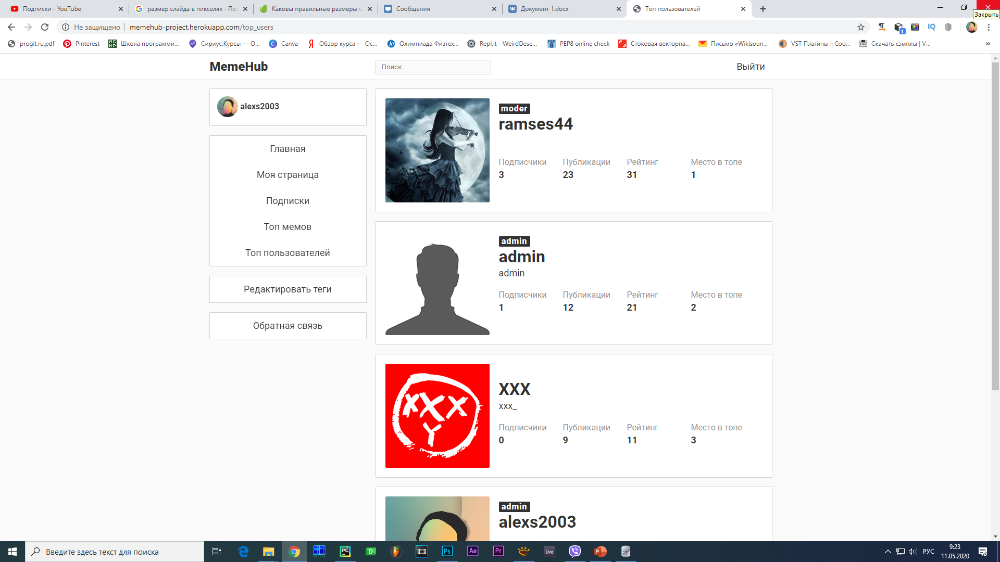 Подписки - YouTube
размер слайда в пикселях - По
Каковы правильные размеры с
Сообщения
Документ 1.docx
Топ пользователей
Закрыть
Не защищено
memehub-project.herokuapp.com/top_users
progit.ru.pdf
Pinterest
Школа программи...
Сириус.Курсы — О...
Canva
Обзор курса — Ос...
Олимпиада Физтех...
Repl.it - WeirdDese...
PEP8 online check
Стоковая векторна...
Письмо «Wikisoun...
VST Плагины :: Соо...
Скачать сэмплы | V...
»
MemeHub
Поиск
Выйти
alexs2003
Главная
Моя страница
Подписки
Топ мемов
Топ пользователей
Редактировать теги
Обратная связь
moder
ramses44
Подписчики Публикации Рейтинг Место в топе
3 23 31 1
admin
admin
admin
Подписчики Публикации Рейтинг Место в топе
1 12 21 2
XXX
Y
XXX
xxx_
Подписчики Публикации Рейтинг Место в топе
0 9 11 3
admin
alexs2003
Введите здесь текст для поиска
PC
D
Ps
Ae
Pr
Live
P
РУС
9:23
11.05.2020